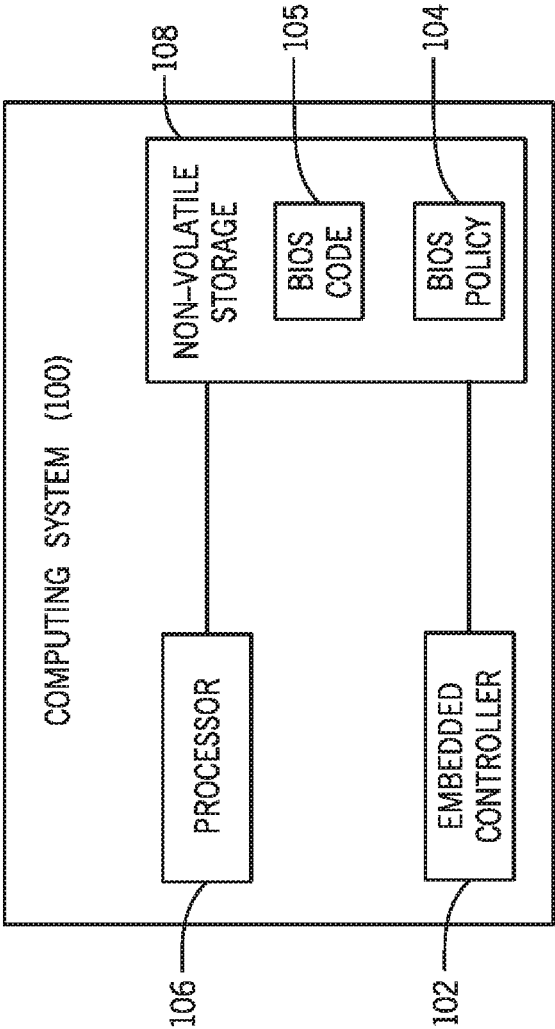 COMPUTING SYSTEM (100)
106
PROCESSOR
NON-VOLATILE
STORAGE
108
BIOS
CODE
105
102
EMBEDDED
CONTROLLER
BIOS
POLICY
104